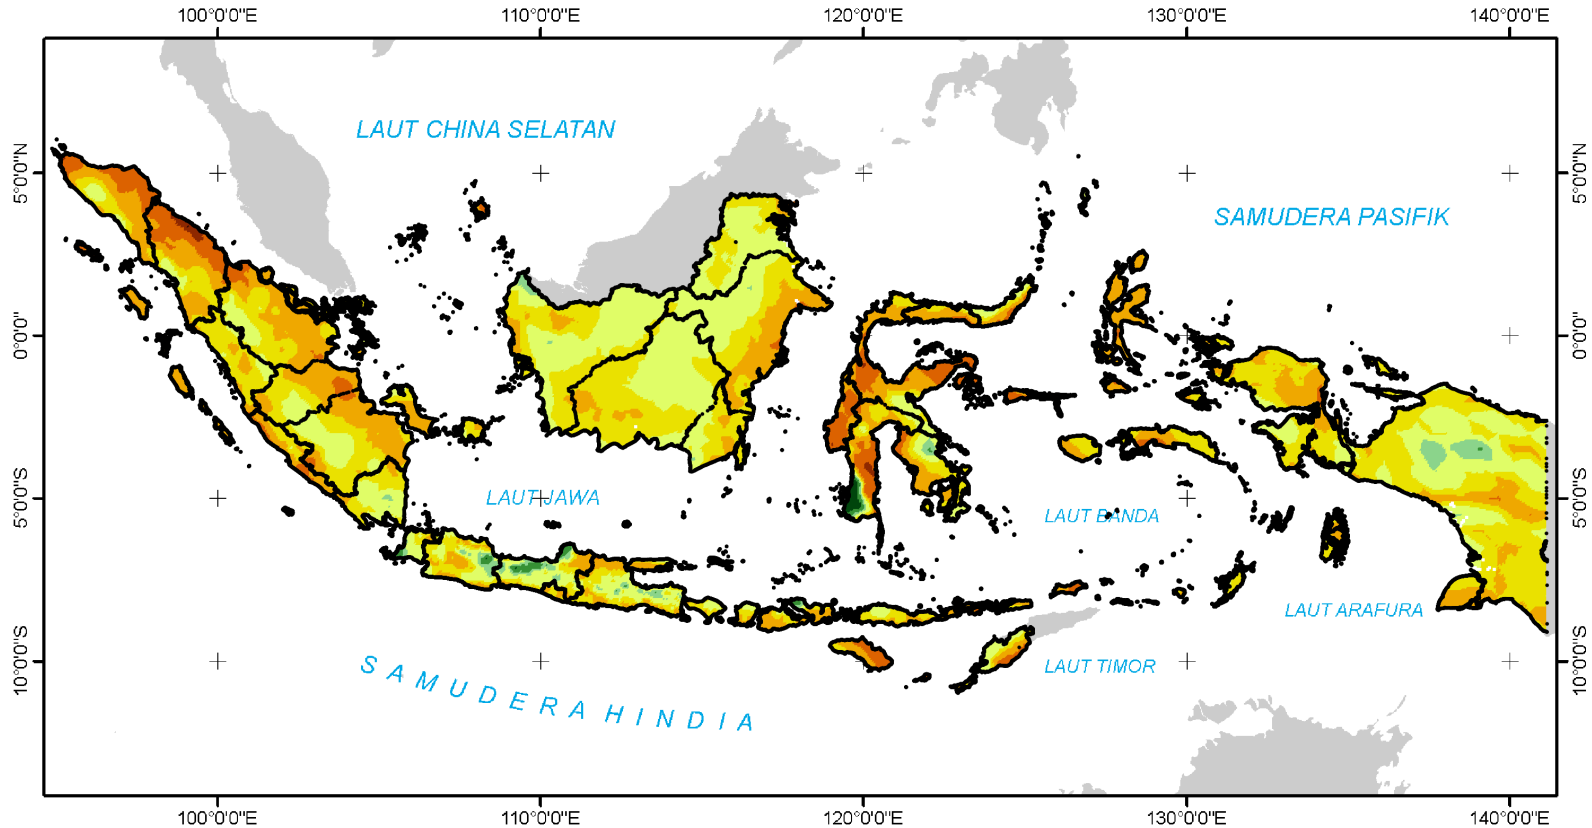 100°0'0"E 110°0'0"E 120°0'0"E 130°0'0"E 140°0'0"E
5°0'0"N 5°0'0"N
LAUT CHINA SELATAN
SAMUDERA PASIFIK
0°0'0" 0°0'0"
5°0'0"S 5°0'0"S
LAUT JAWA
LAUT BANDA
LAUT ARAFURA
10°0'0"S 10°0'0"S
LAUT TIMOR
SAMUDERA HINDIA
100°0'0"E 110°0'0"E 120°0'0"E 130°0'0"E 140°0'0"E